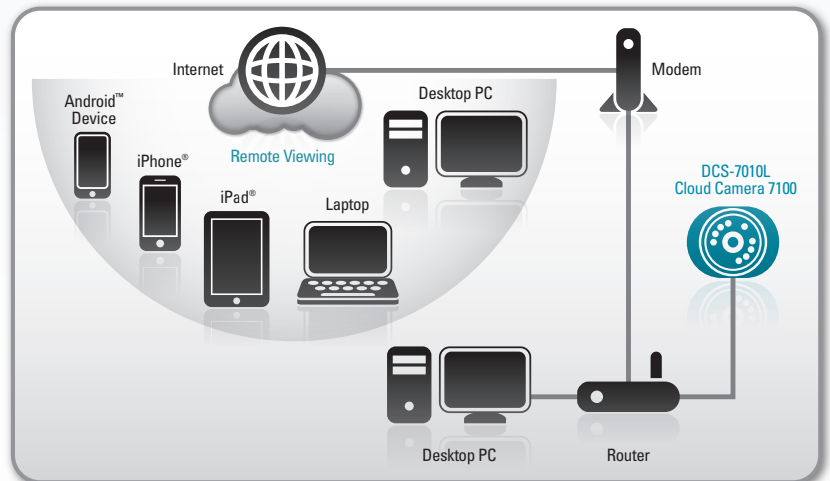 Internet
Modem
Android™
Device
Desktop PC
Remote Viewing
iPhone®
iPad®
Laptop
DCS-7010L
Cloud Camera 7100
Desktop PC
Router